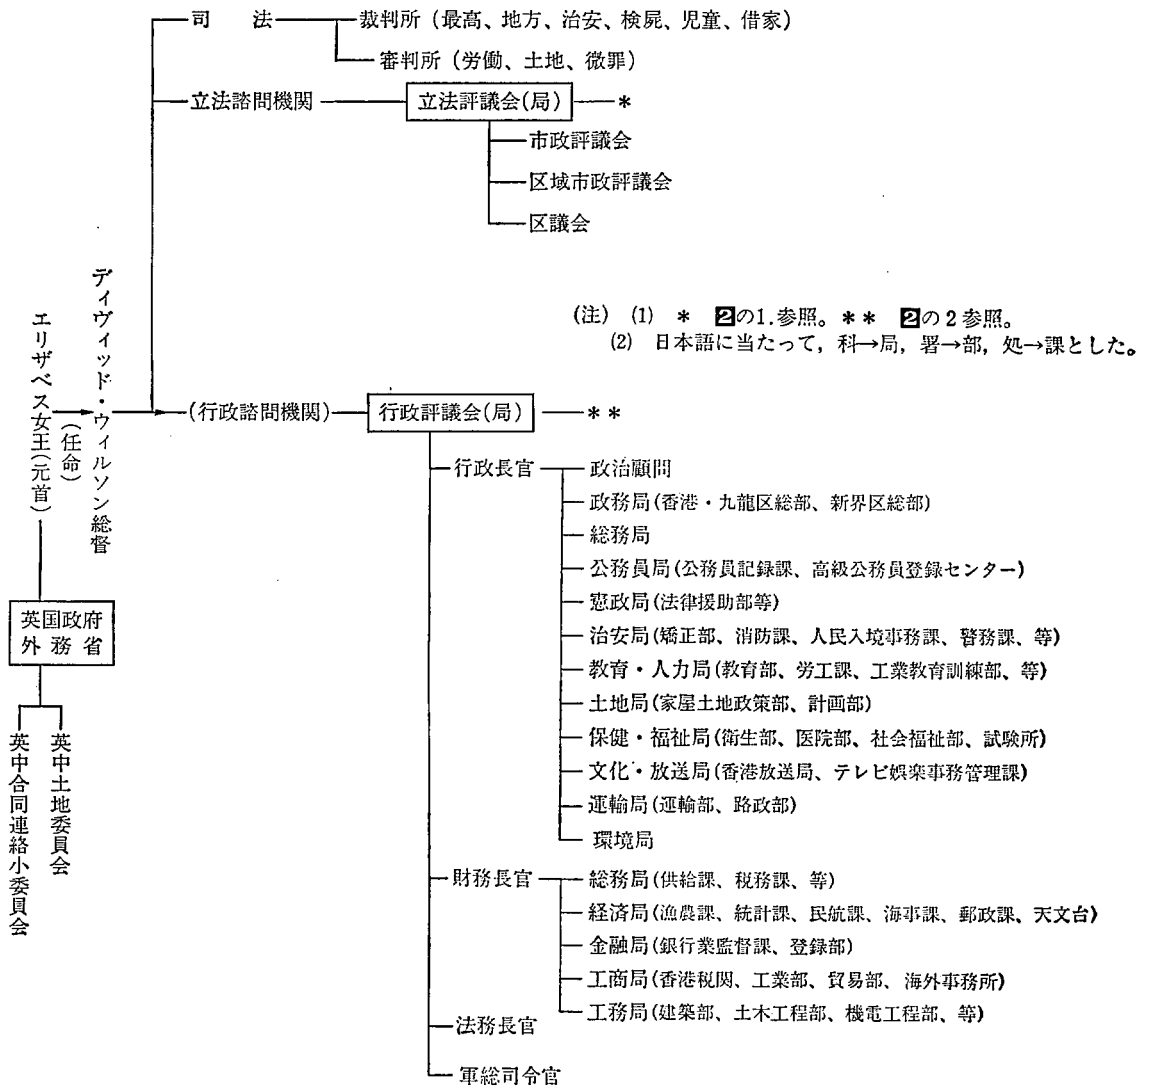 司 法
裁判所（最高、地方、治安、検屍、児童、借家）
審判所（労働、土地、微罪）
立法諮問機関
立法評議会（局）
＊
市政評議会
区域市政評議会
区議会
（注） (1) ＊ 2の1.参照。＊＊ 2の2参照。
(2) 日本語に当たって，科→局，署→部，処→課とした。
エリザベス女王（元首）
（任命）
ディヴィッド・ウィルソン総督
（行政諮問機関）
行政評議会（局）
＊＊
英国政府
外務省
英中合同連絡小委員会
英中土地委員会
行政長官
政治顧問
政務局（香港・九龍区総部、新界区総部）
総務局
公務員局（公務員記録課、高級公務員登録センター）
憲政局（法律援助部等）
治安局（矯正部、消防課、人民入境事務課、警務課、等）
教育・人力局（教育部、労工課、工業教育訓練部、等）
土地局（家屋土地政策部、計画部）
保健・福祉局（衛生部、医院部、社会福祉部、試験所）
文化・放送局（香港放送局、テレビ娯楽事務管理課）
運輸局（運輸部、路政部）
環境局
財務長官
総務局（供給課、税務課、等）
経済局（漁農課、統計課、民航課、海事課、郵政課、天文台）
金融局（銀行業監督課、登録部）
工商局（香港税関、工業部、貿易部、海外事務所）
工務局（建築部、土木工程部、機電工程部、等）
法務長官
軍総司令官